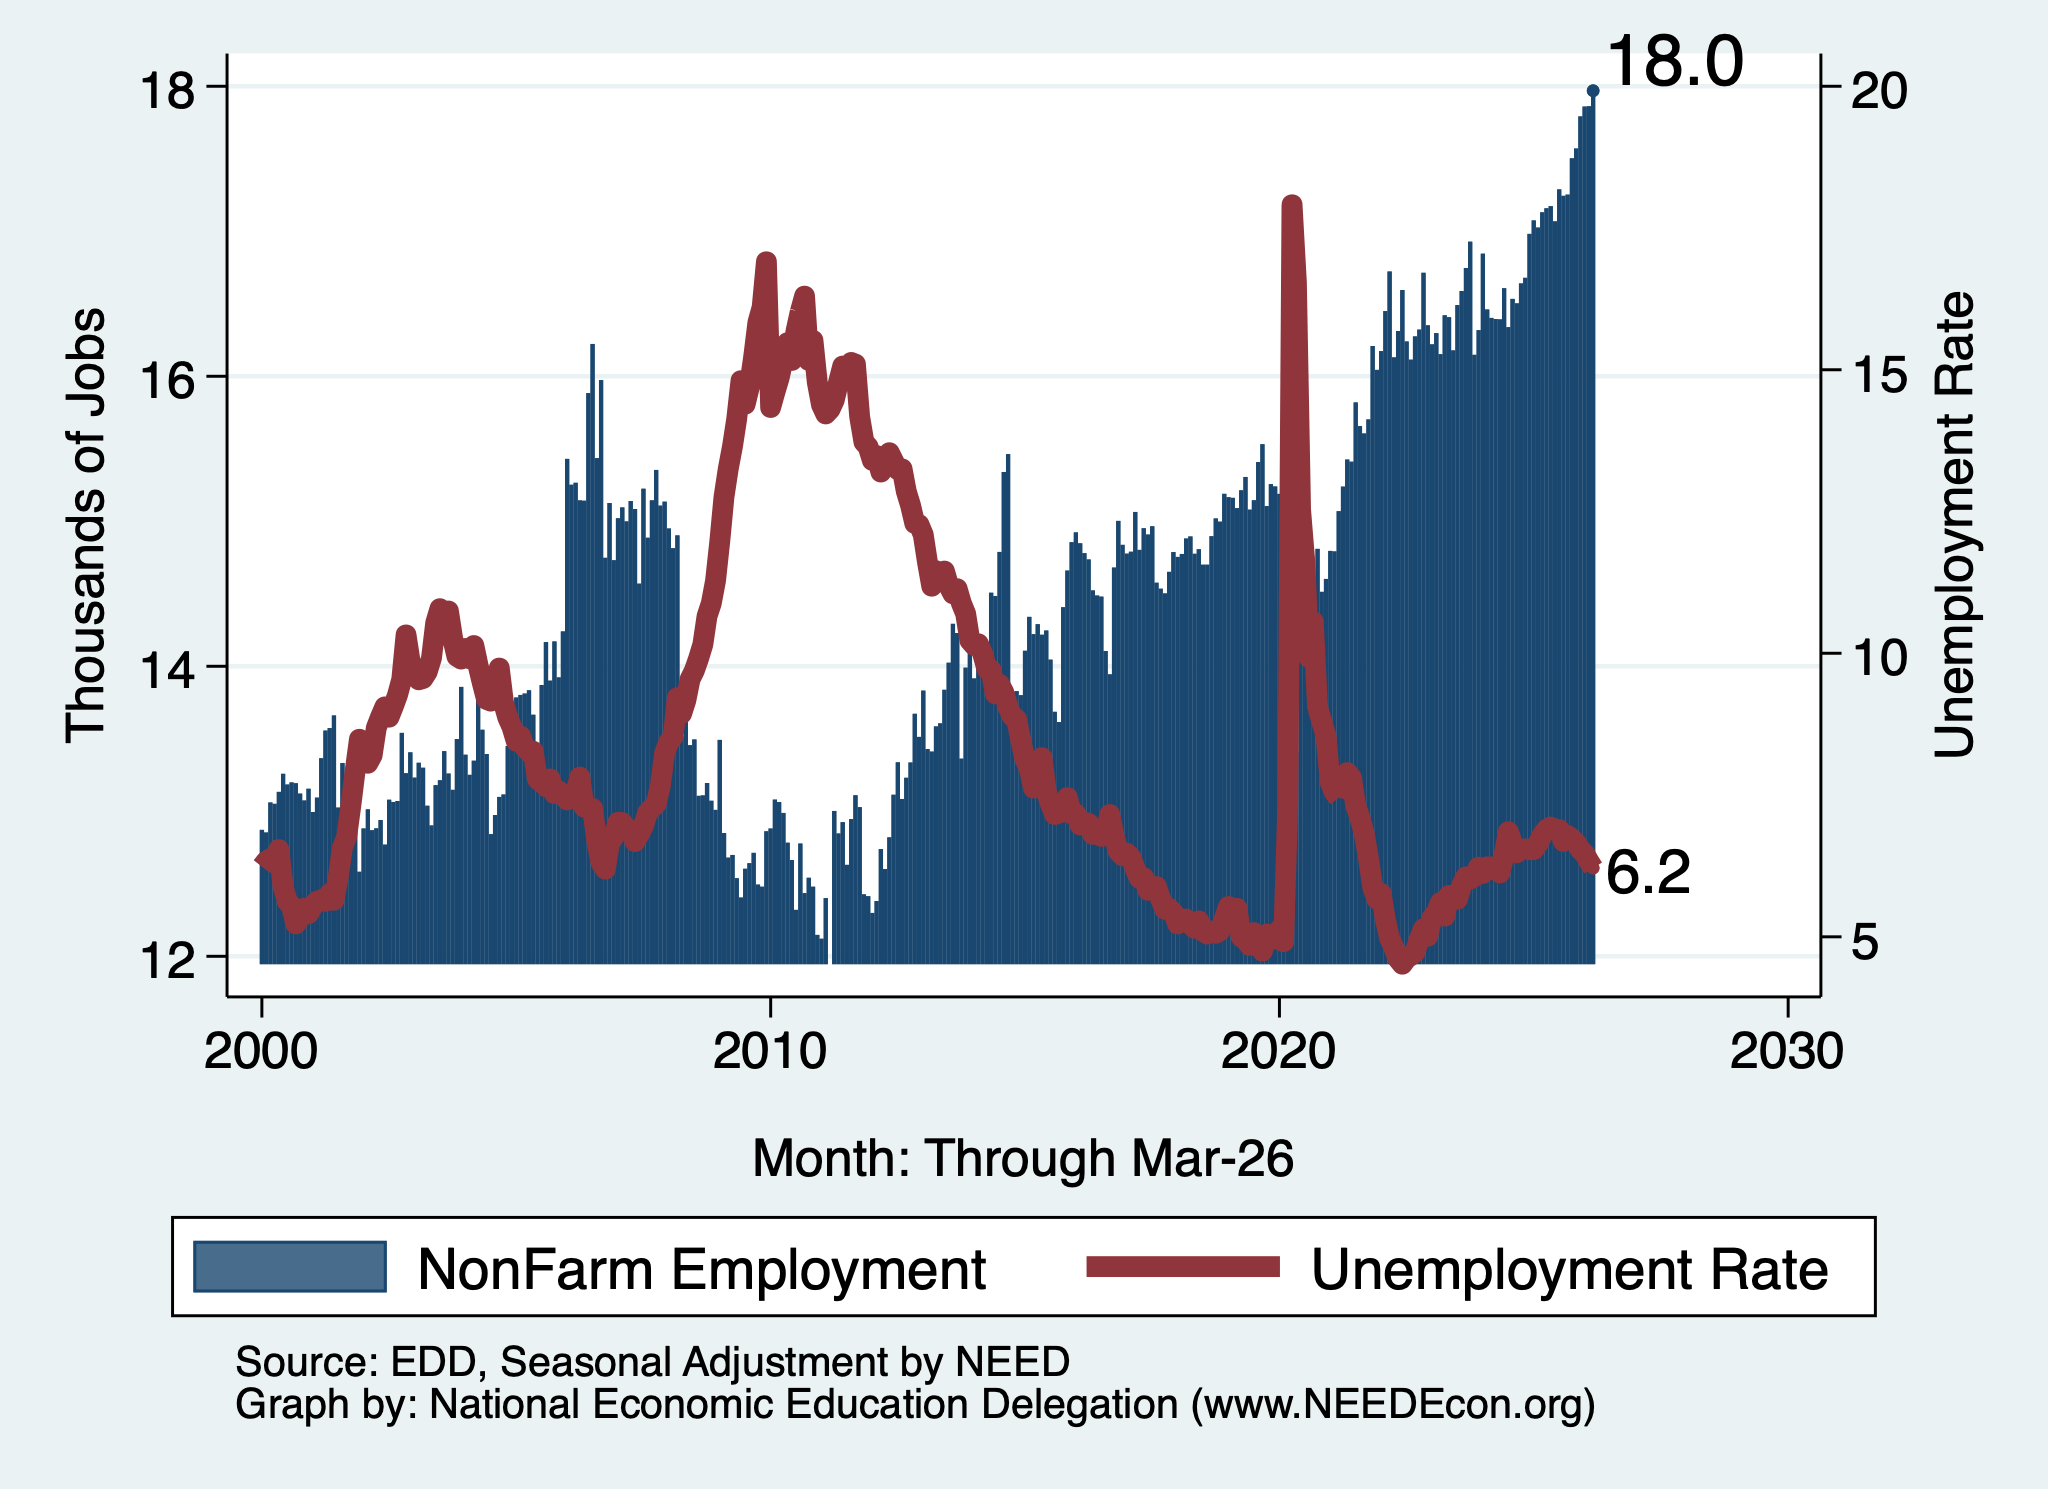 18.0
18
16
14
12
Thousands of Jobs
20
15
10
5
Unemployment Rate
6.2
2000 2010 2020 2030
Month: Through Mar-26
NonFarm Employment Unemployment Rate
Source: EDD, Seasonal Adjustment by NEED
Graph by: National Economic Education Delegation (www.NEEDEcon.org)